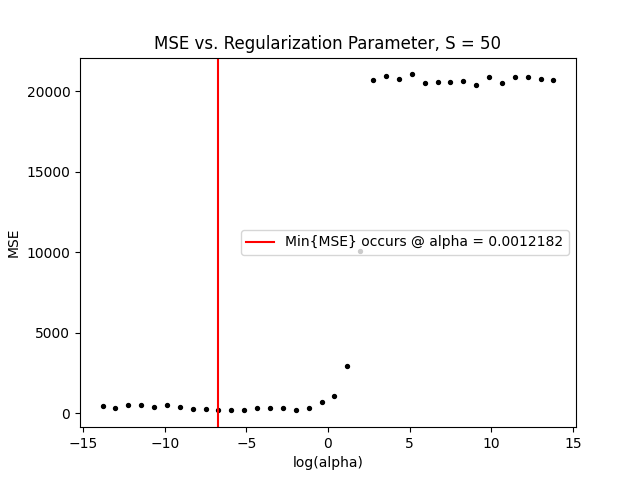 MSE vs. Regularization Parameter, S = 50
MSE
20000
15000
10000
5000
0
Min{MSE} occurs @ alpha = 0.0012182
−15 −10 −5 0 5 10 15
log(alpha)